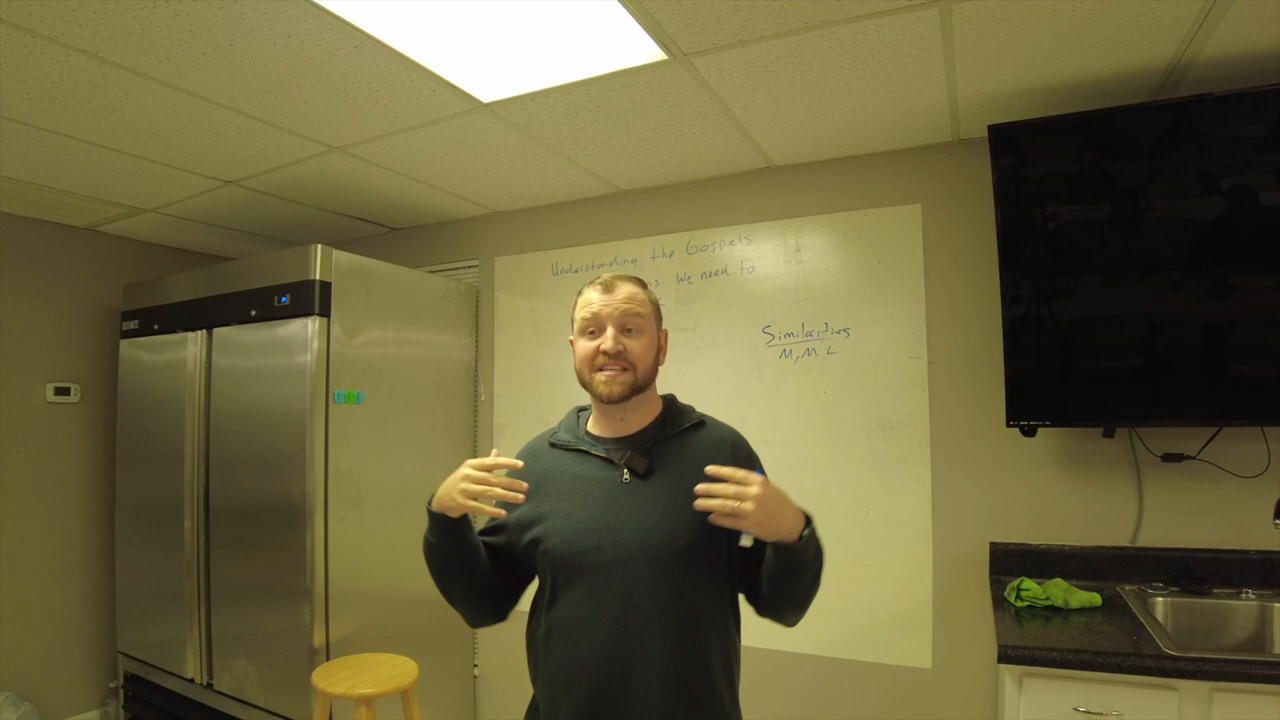 Understanding the Gospels
we need to
Similarities
M, M L